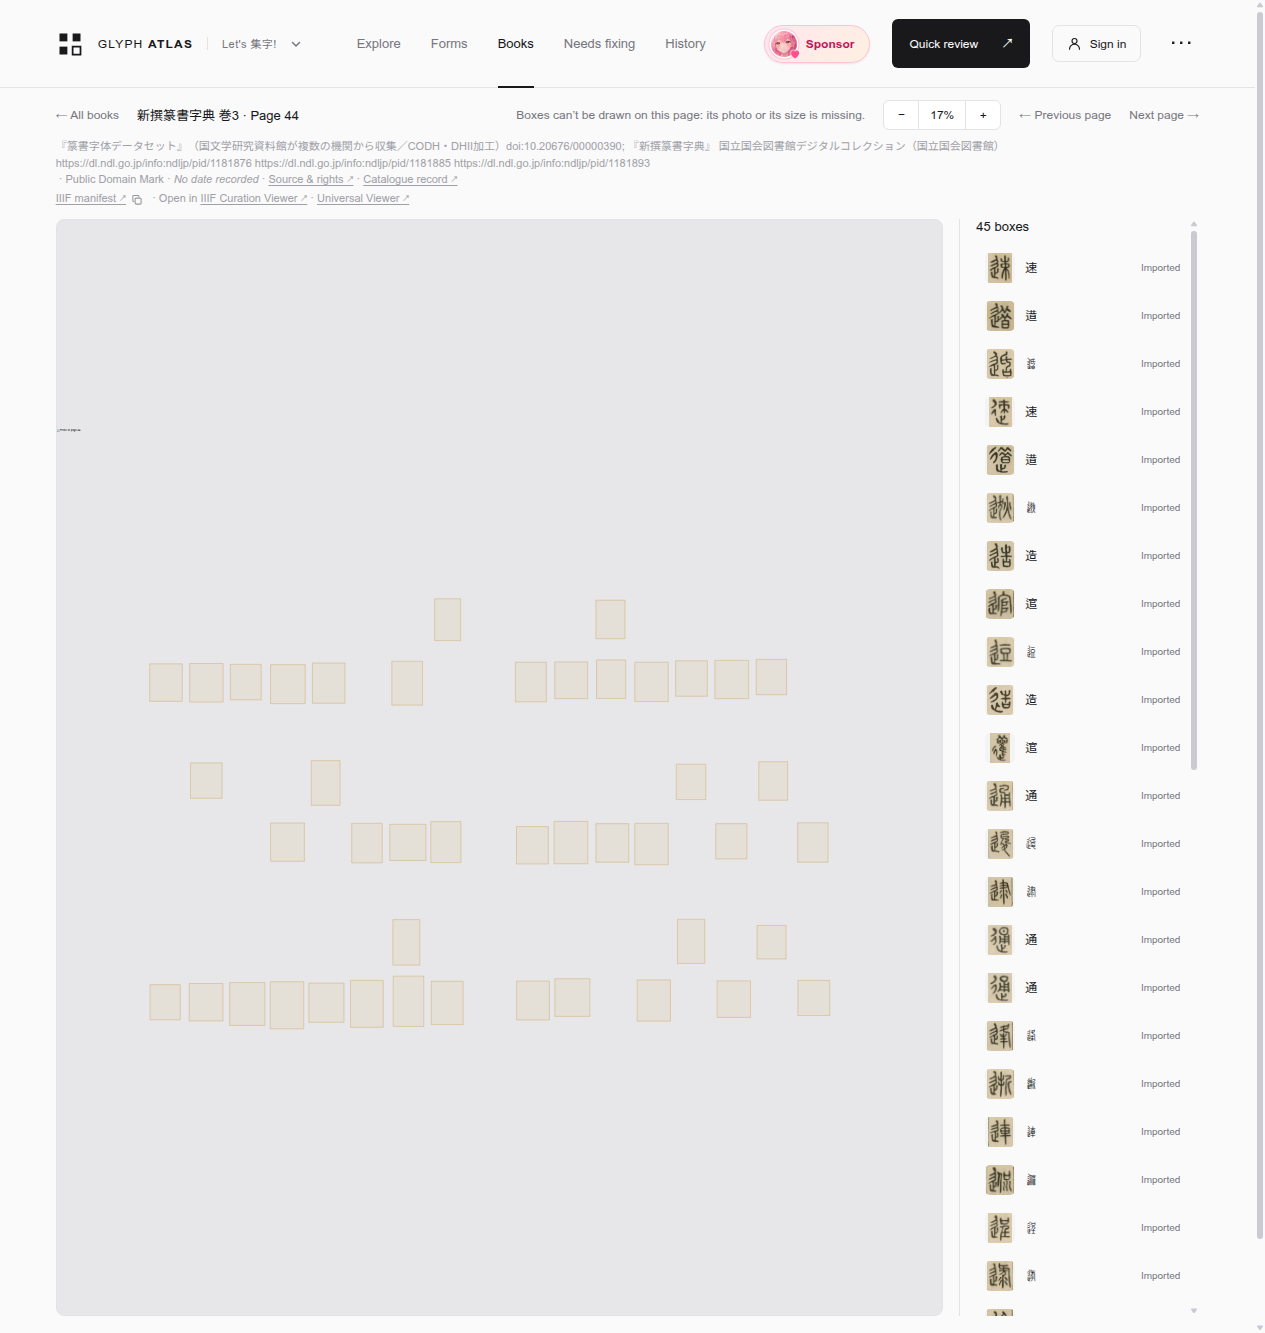 GLYPH ATLAS
Let's 集字!
Explore
Forms
Books
Needs fixing
History
Sponsor
Quick review ↗
Sign in
← All books
新撰篆書字典 巻3 · Page 44
Boxes can't be drawn on this page: its photo or its size is missing.
− 17% +
← Previous page
Next page →
『篆書字体データセット』（国文学研究資料館が複数の機関から収集／CODH・DHII加工）doi:10.20676/00000390; 『新撰篆書字典』 国立国会図書館デジタルコレクション（国立国会図書館）
https://dl.ndl.go.jp/info:ndljp/pid/1181876 https://dl.ndl.go.jp/info:ndljp/pid/1181885 https://dl.ndl.go.jp/info:ndljp/pid/1181893
· Public Domain Mark · No date recorded · Source & rights ↗ · Catalogue record ↗
IIIF manifest ↗ · Open in IIIF Curation Viewer ↗ · Universal Viewer ↗
45 boxes
速 Imported
遀 Imported
Imported
速 Imported
遀 Imported
Imported
造 Imported
逭 Imported
Imported
造 Imported
逭 Imported
通 Imported
Imported
Imported
通 Imported
通 Imported
Imported
Imported
Imported
Imported
Imported
Imported